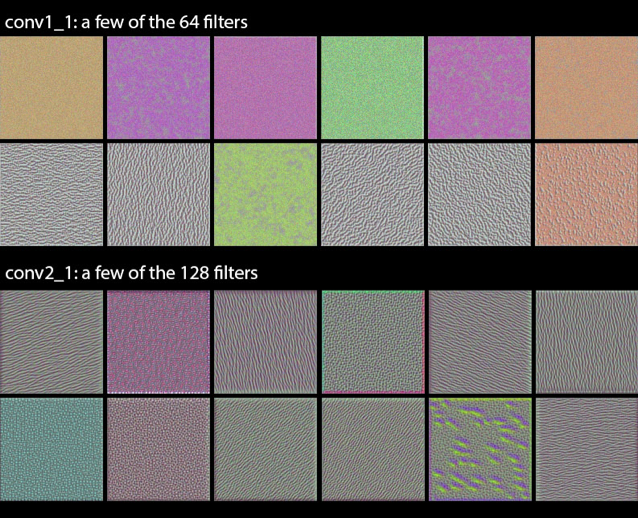 conv1_1: a few of the 64 filters
conv2_1: a few of the 128 filters